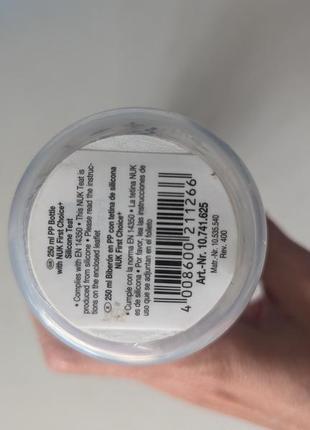 GB 250 ml PP Bottle
with NUK First Choice+
Silicone Teat
• Complies with EN 14350 • This NUK Teat is
produced from silicone • Please read the instruc-
tions on the enclosed leaflet
E 250 ml Biberón en PP con tetina de silicona
NUK First Choice+
• Cumple con la norma EN 14350 • La tetina NUK
es de silicona • Por favor, lea las instrucciones de
uso que se adjuntan en el folleto
4 008600 211266
Art.-Nr. 10.741.625
Matr.-Nr. 10.535.540
Rev. 400